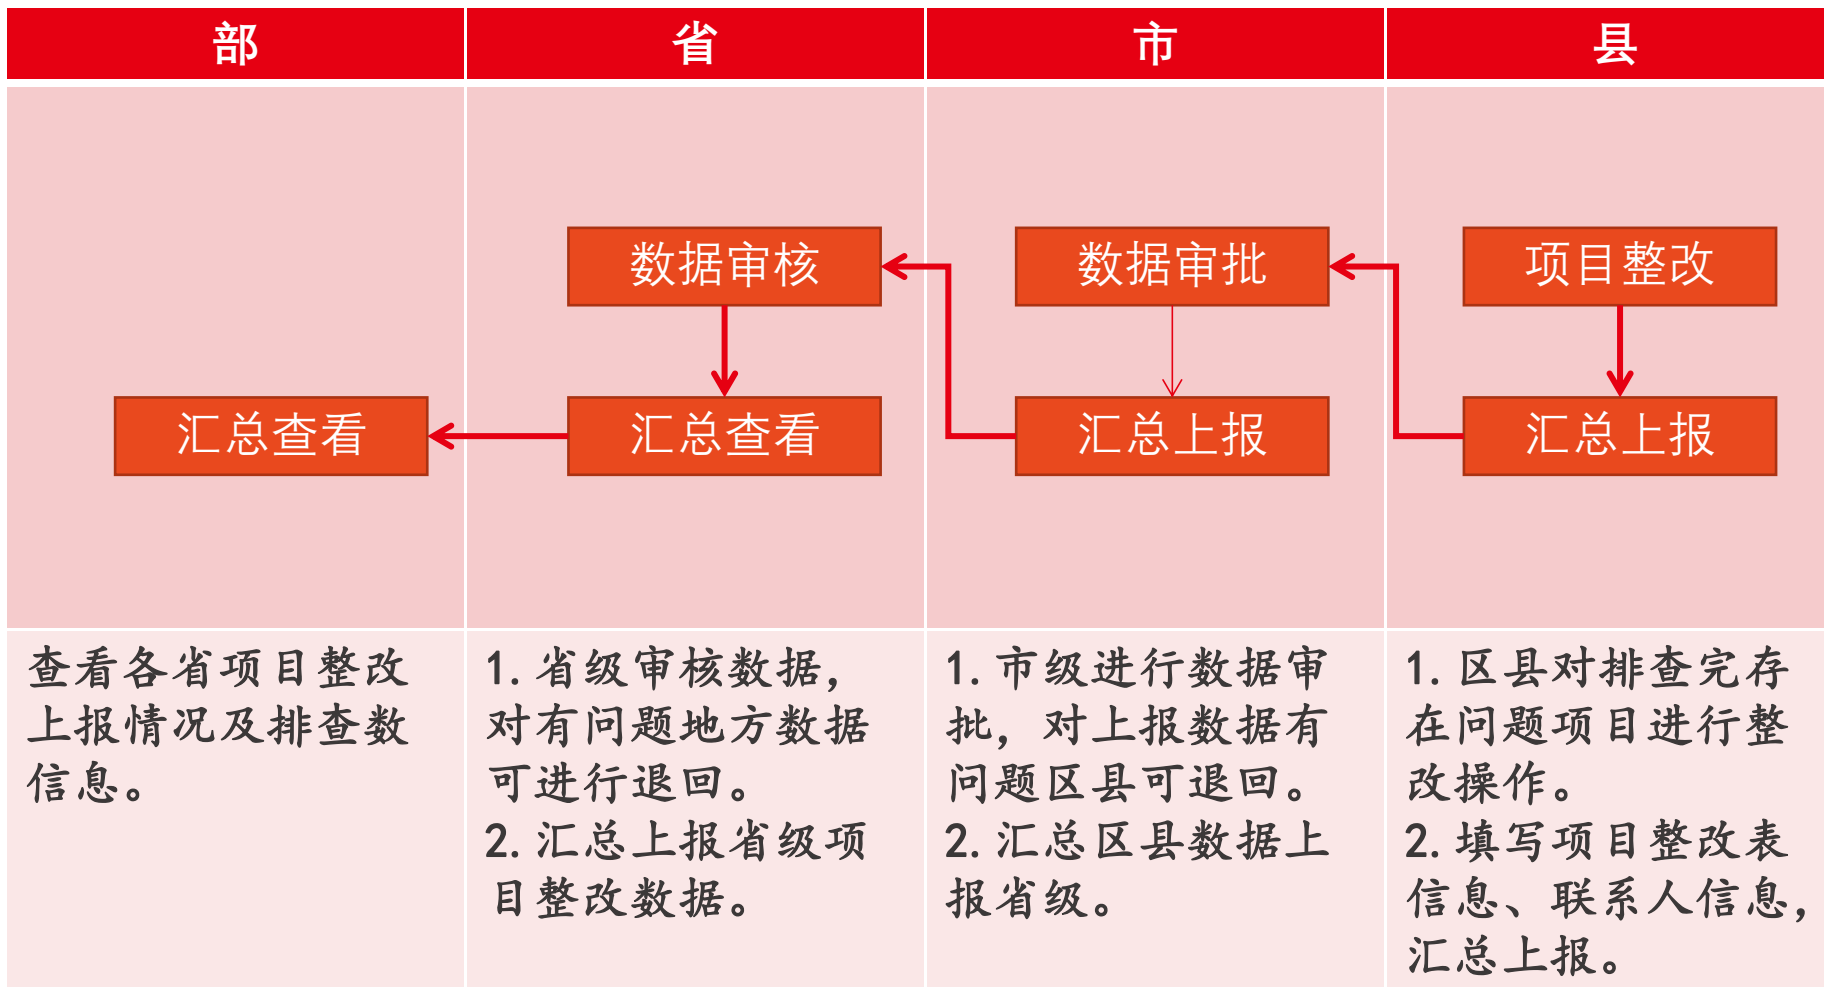 部
省
市
县
数据审核
数据审批
项目整改
汇总查看
汇总查看
汇总上报
汇总上报
查看各省项目整改
上报情况及排查数
信息。
1.省级审核数据，
对有问题地方数据
可进行退回。
2.汇总上报省级项
目整改数据。
1.市级进行数据审
批，对上报数据有
问题区县可退回。
2.汇总区县数据上
报省级。
1.区县对排查完存
在问题项目进行整
改操作。
2.填写项目整改表
信息、联系人信息，
汇总上报。